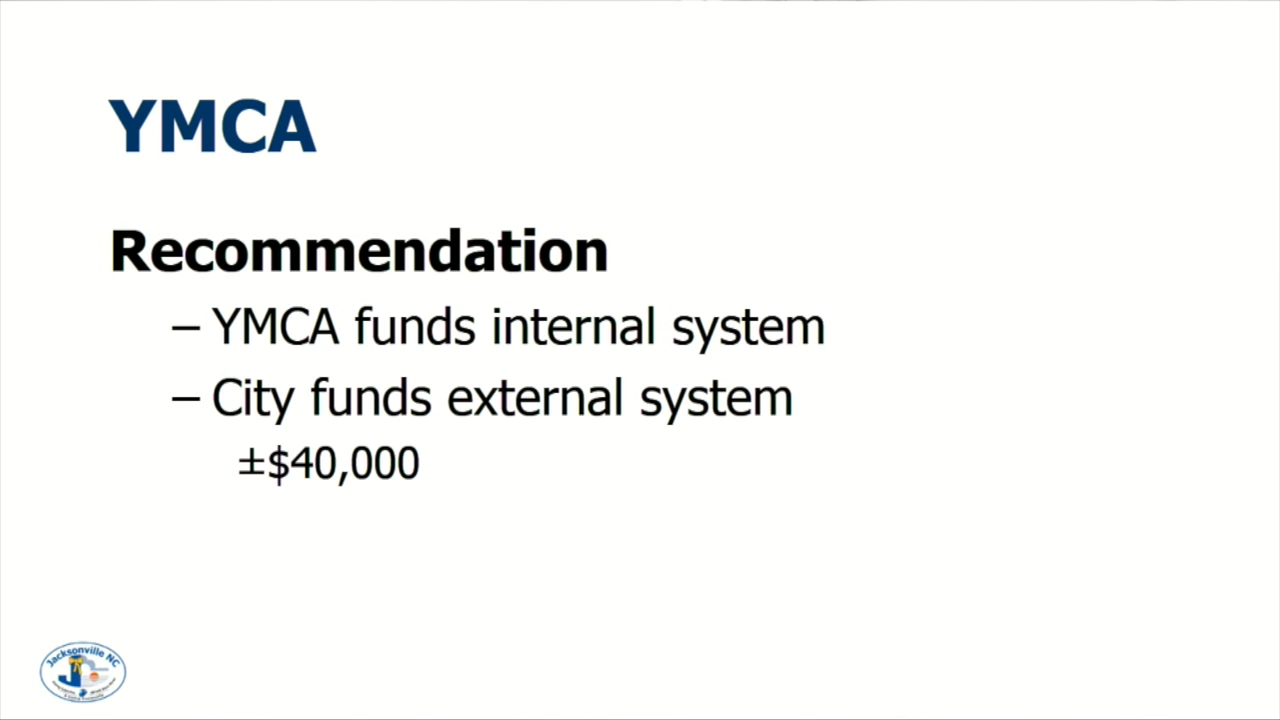 YMCA
Recommendation
– YMCA funds internal system
– City funds external system
±$40,000
Jacksonville NC